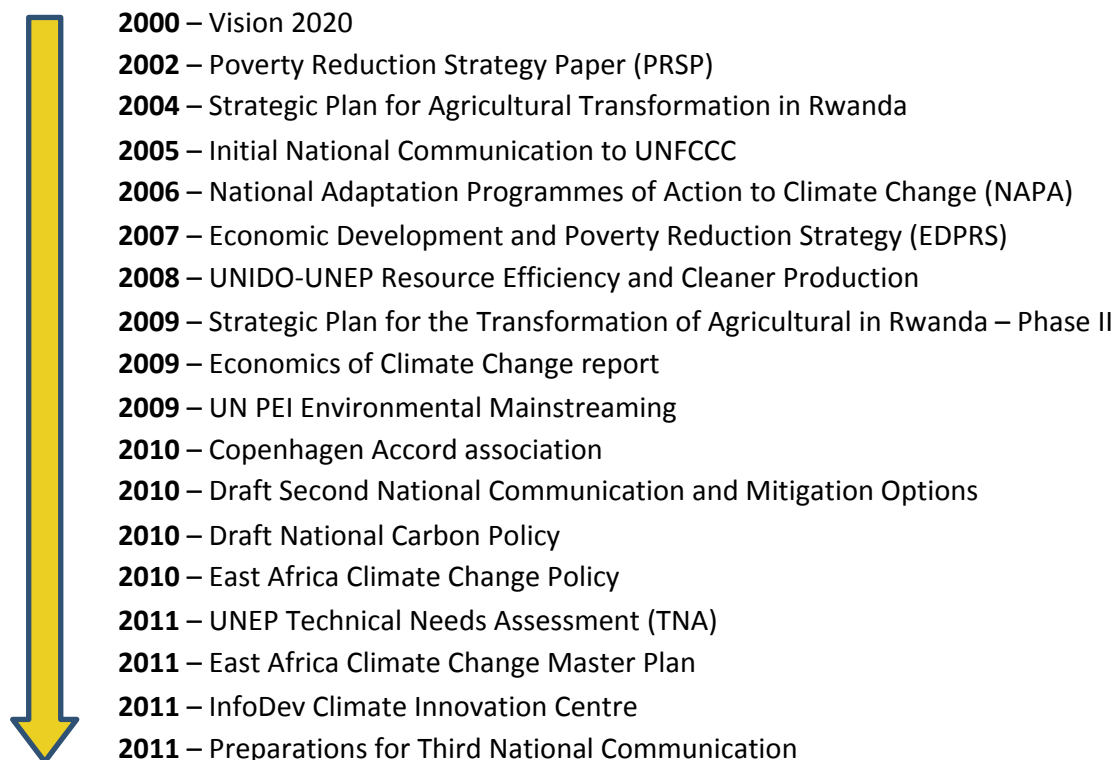 2000 – Vision 2020
2002 – Poverty Reduction Strategy Paper (PRSP)
2004 – Strategic Plan for Agricultural Transformation in Rwanda
2005 – Initial National Communication to UNFCCC
2006 – National Adaptation Programmes of Action to Climate Change (NAPA)
2007 – Economic Development and Poverty Reduction Strategy (EDPRS)
2008 – UNIDO-UNEP Resource Efficiency and Cleaner Production
2009 – Strategic Plan for the Transformation of Agricultural in Rwanda – Phase II
2009 – Economics of Climate Change report
2009 – UN PEI Environmental Mainstreaming
2010 – Copenhagen Accord association
2010 – Draft Second National Communication and Mitigation Options
2010 – Draft National Carbon Policy
2010 – East Africa Climate Change Policy
2011 – UNEP Technical Needs Assessment (TNA)
2011 – East Africa Climate Change Master Plan
2011 – InfoDev Climate Innovation Centre
2011 – Preparations for Third National Communication